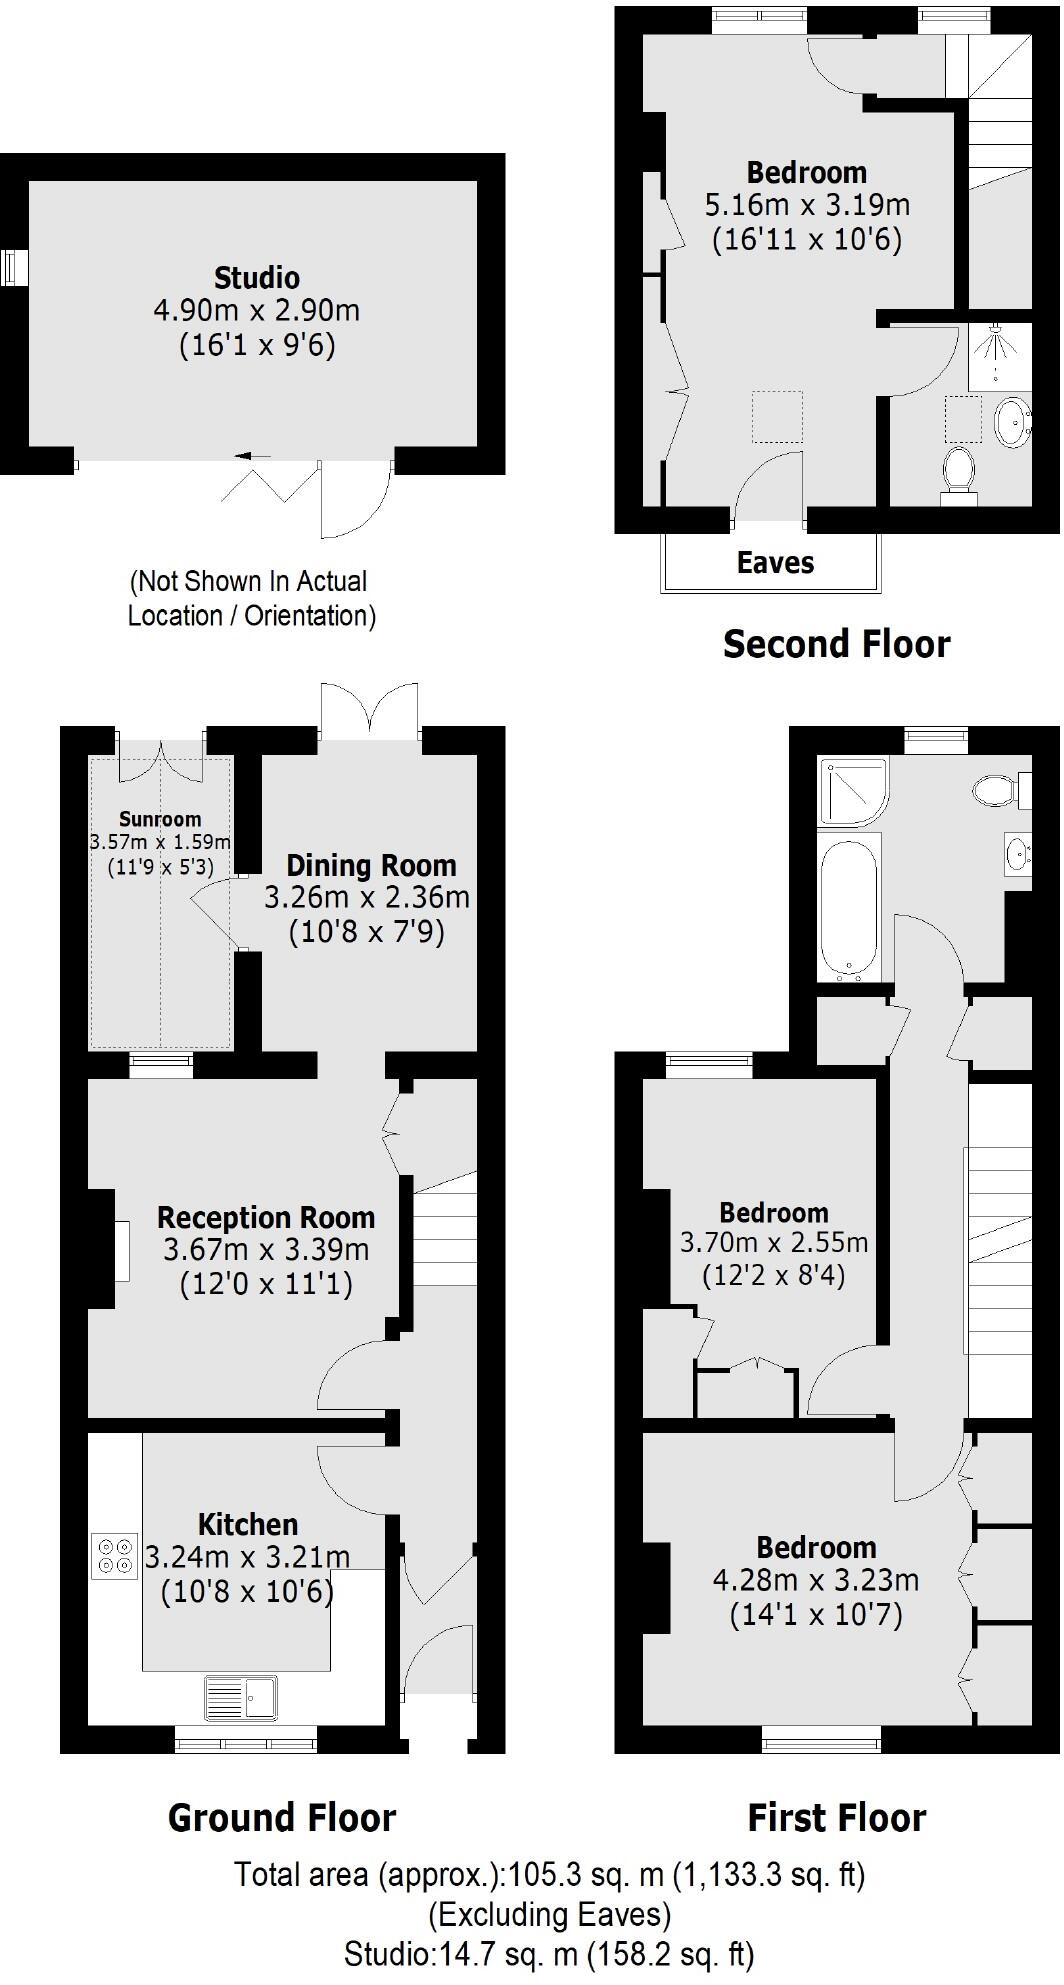 Studio
4.90m x 2.90m
(16'1 x 9'6)
(Not Shown In Actual
Location / Orientation)
Bedroom
5.16m x 3.19m
(16'11 x 10'6)
Eaves
Second Floor
Sunroom
3.57m x 1.59m
(11'9 x 5'3)
Dining Room
3.26m x 2.36m
(10'8 x 7'9)
Reception Room
3.67m x 3.39m
(12'0 x 11'1)
Kitchen
3.24m x 3.21m
(10'8 x 10'6)
Ground Floor
Bedroom
3.70m x 2.55m
(12'2 x 8'4)
Bedroom
4.28m x 3.23m
(14'1 x 10'7)
First Floor
Total area (approx.):105.3 sq. m (1,133.3 sq. ft)
(Excluding Eaves)
Studio:14.7 sq. m (158.2 sq. ft)